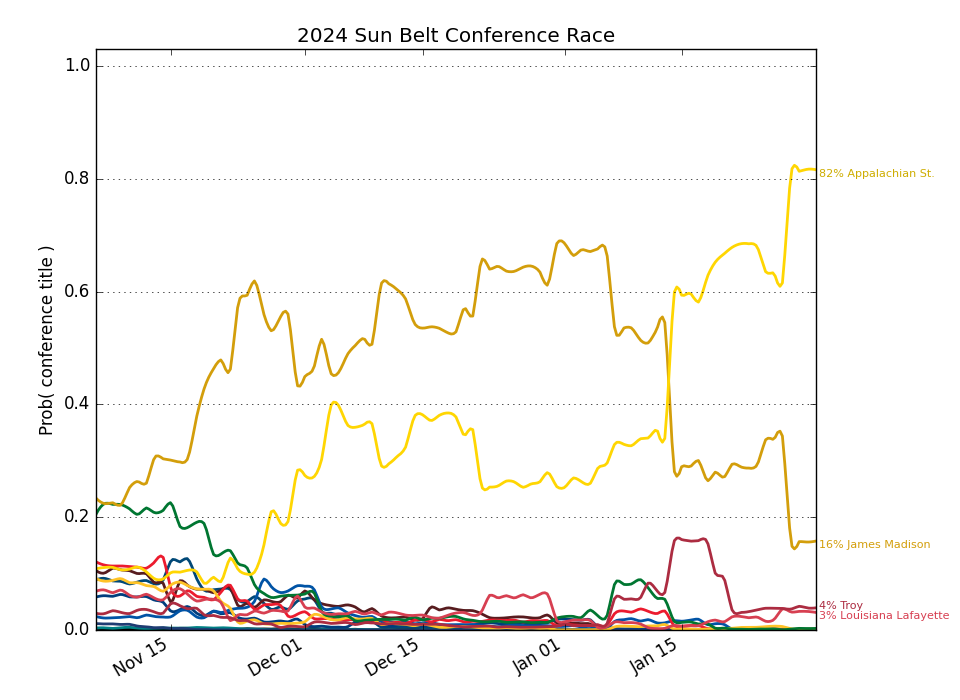 2024 Sun Belt Conference Race
Prob( conference title )
1.0
0.8
0.6
0.4
0.2
0.0
82% Appalachian St.
16% James Madison
4% Troy
3% Louisiana Lafayette
Nov 15
Dec 01
Dec 15
Jan 01
Jan 15